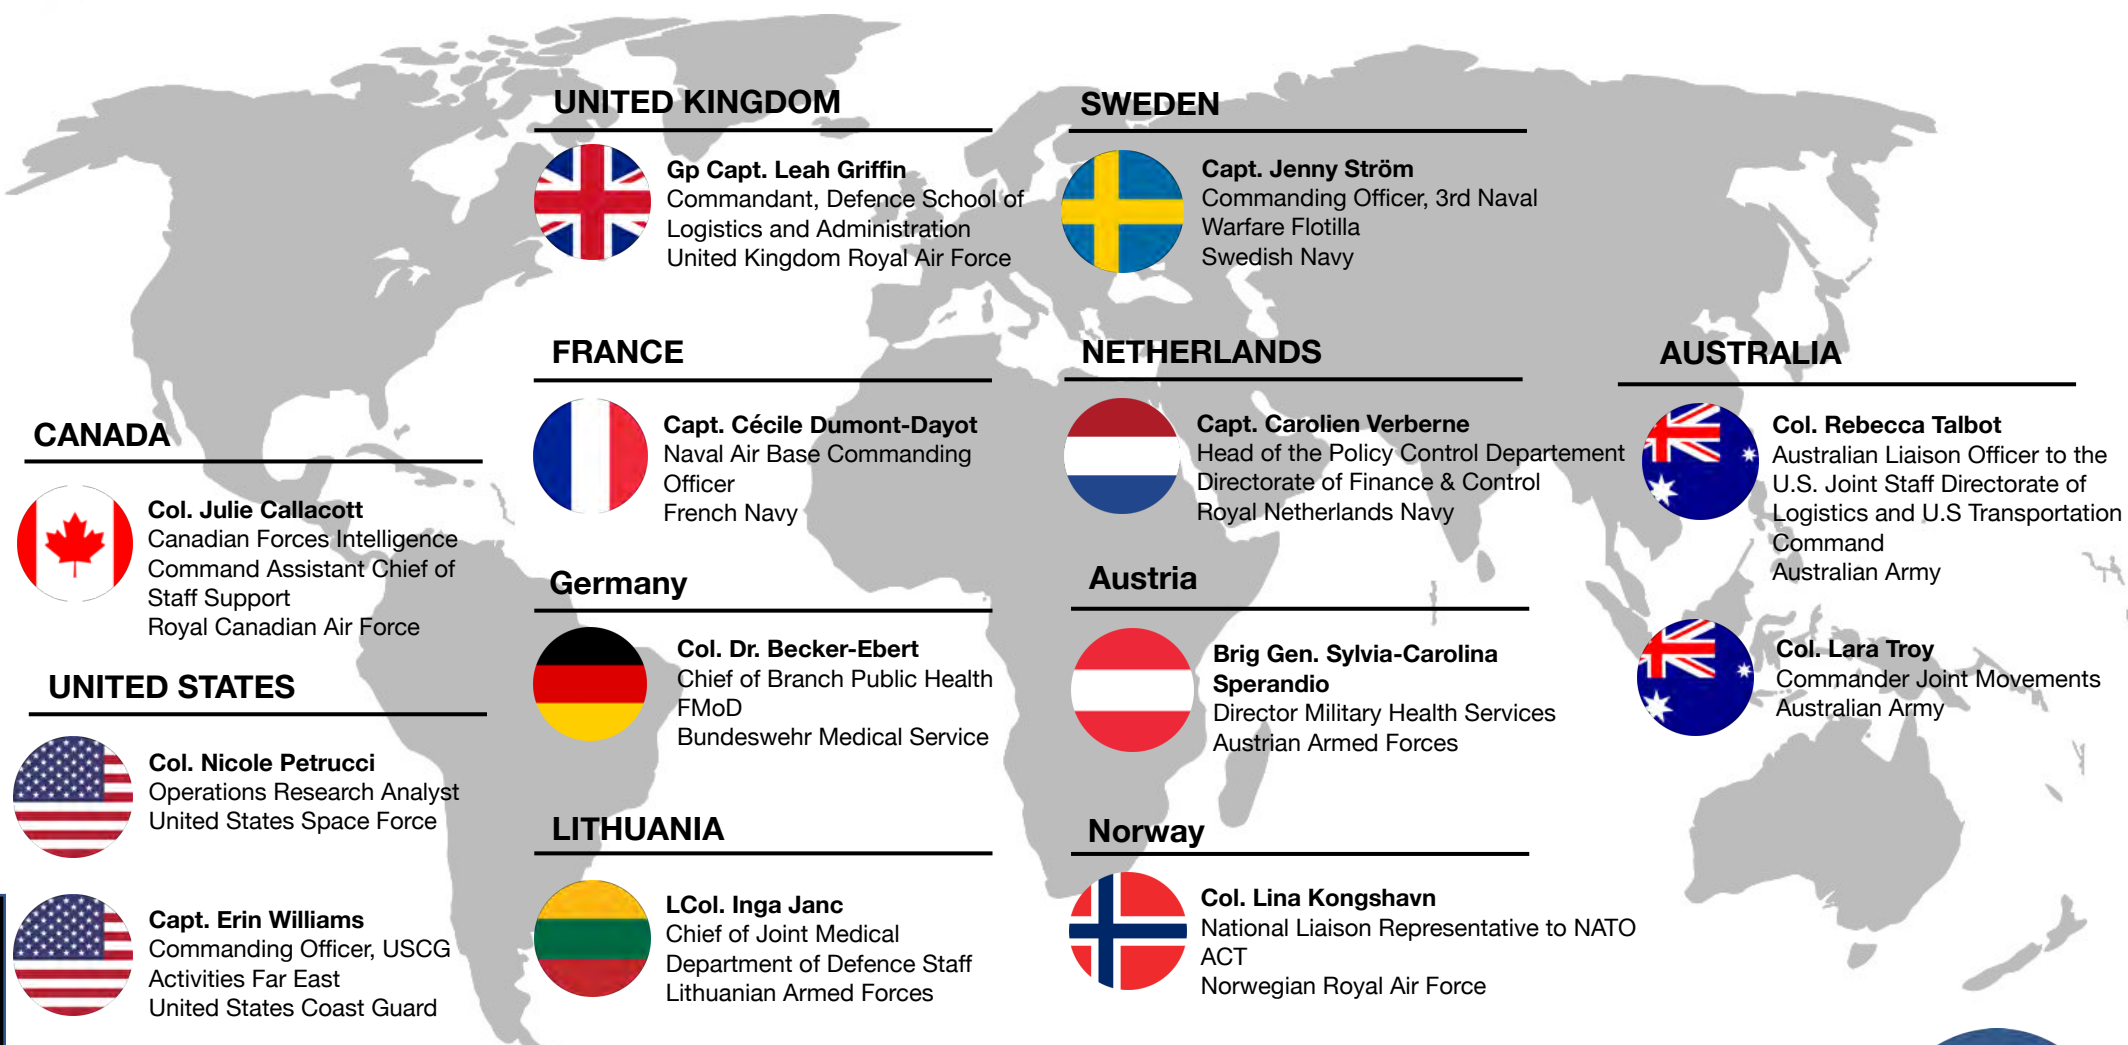 UNITED KINGDOM
Gp Capt. Leah Griffin
Commandant, Defence School of
Logistics and Administration
United Kingdom Royal Air Force
SWEDEN
Capt. Jenny Ström
Commanding Officer, 3rd Naval
Warfare Flotilla
Swedish Navy
FRANCE
Capt. Cécile Dumont-Dayot
Naval Air Base Commanding
Officer
French Navy
NETHERLANDS
Capt. Carolien Verberne
Head of the Policy Control Departement
Directorate of Finance & Control
Royal Netherlands Navy
AUSTRALIA
Col. Rebecca Talbot
Australian Liaison Officer to the
U.S. Joint Staff Directorate of
Logistics and U.S Transportation
Command
Australian Army
Col. Lara Troy
Commander Joint Movements
Australian Army
CANADA
Col. Julie Callacott
Canadian Forces Intelligence
Command Assistant Chief of
Staff Support
Royal Canadian Air Force
Germany
Col. Dr. Becker-Ebert
Chief of Branch Public Health
FMoD
Bundeswehr Medical Service
Austria
Brig Gen. Sylvia-Carolina
Sperandio
Director Military Health Services
Austrian Armed Forces
UNITED STATES
Col. Nicole Petrucci
Operations Research Analyst
United States Space Force
Capt. Erin Williams
Commanding Officer, USCG
Activities Far East
United States Coast Guard
LITHUANIA
LCol. Inga Janc
Chief of Joint Medical
Department of Defence Staff
Lithuanian Armed Forces
Norway
Col. Lina Kongshavn
National Liaison Representative to NATO
ACT
Norwegian Royal Air Force